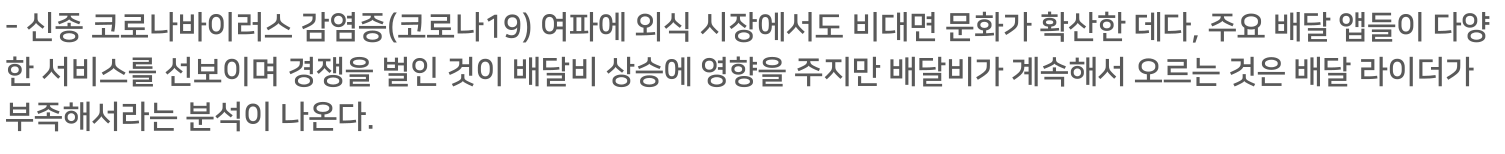 - 신종 코로나바이러스 감염증(코로나19) 여파에 외식 시장에서도 비대면 문화가 확산한 데다, 주요 배달 앱들이 다양
한 서비스를 선보이며 경쟁을 벌인 것이 배달비 상승에 영향을 주지만 배달비가 계속해서 오르는 것은 배달 라이더가
부족해서라는 분석이 나온다.